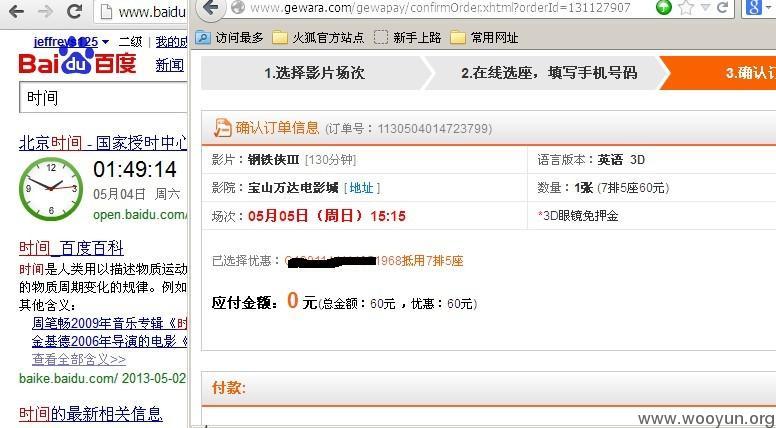 www.baidu
jeffrey3125 二级 | 我的
Bai du 百度
新闻
时间
北京时间 - 国家授时中心
01:49:14
05月04日 周六
open.baidu.com/
时间_百度百科
时间是人类用以描述物质运动
的物质周期变化的规律。例如
其他含义：
周笔畅2009年音乐专辑《时
金基德2006年导演的电影《
查看全部含义>>
baike.baidu.com/ 2013-05-02
时间的最新相关信息
www.gewara.com/gewapay/confirmOrder.xhtml?orderId=131127907
访问最多 火狐官方站点 新手上路 常用网址
1.选择影片场次 2.在线选座，填写手机号码 3.确认订
确认订单信息 (订单号：1130504014723799)
影片：钢铁侠III [130分钟] 语言版本：英语 3D
影院：宝山万达电影城 [ 地址 ] 数量：1张 (7排5座60元)
场次：05月05日（周日）15:15 *3D眼镜免押金
已选择优惠： 1968抵用7排5座
应付金额：0 元(总金额：60元 ，优惠：60元)
付款:
www.wooyun.org